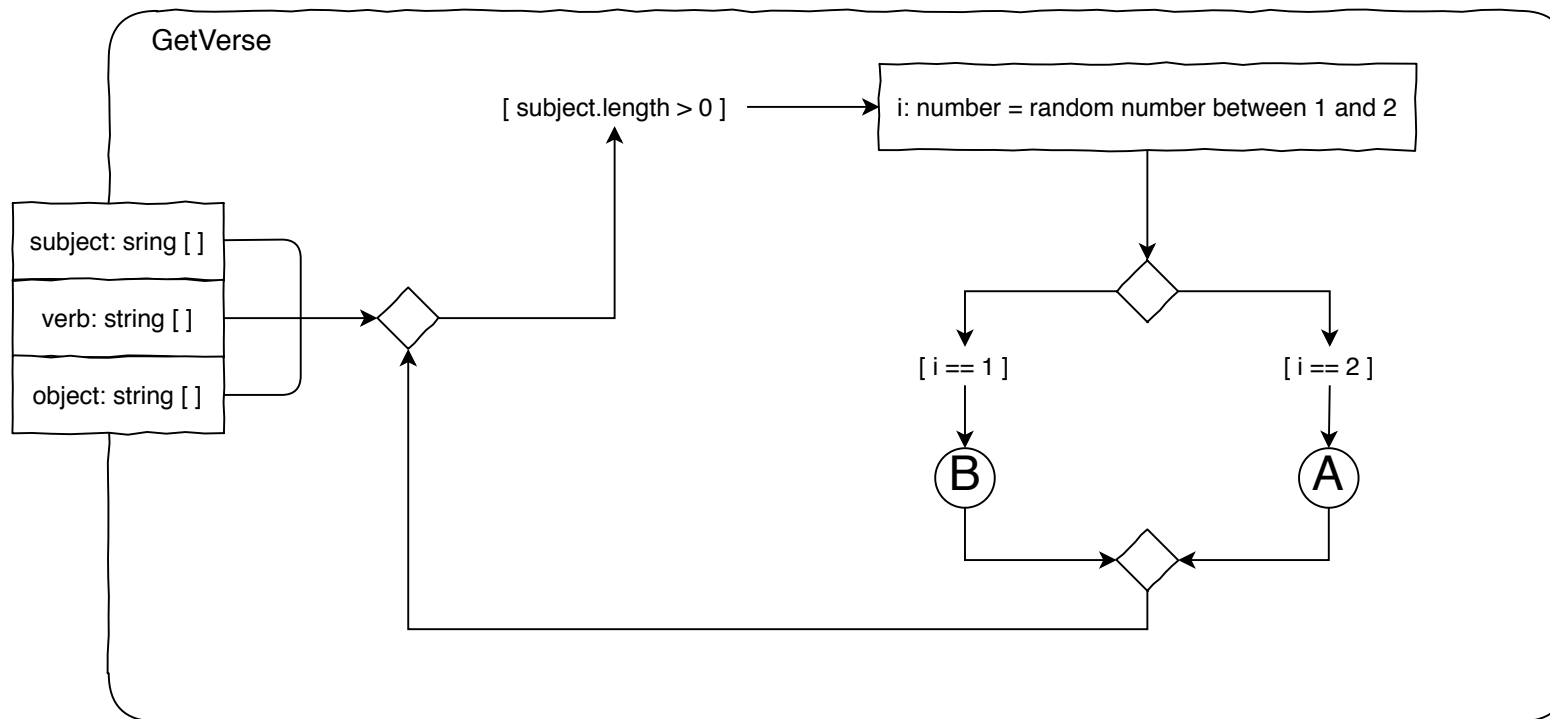 GetVerse
[ subject.length > 0 ]
i: number = random number between 1 and 2
subject: sring [ ]
verb: string [ ]
object: string [ ]
[ i == 1 ]
[ i == 2 ]
B
A